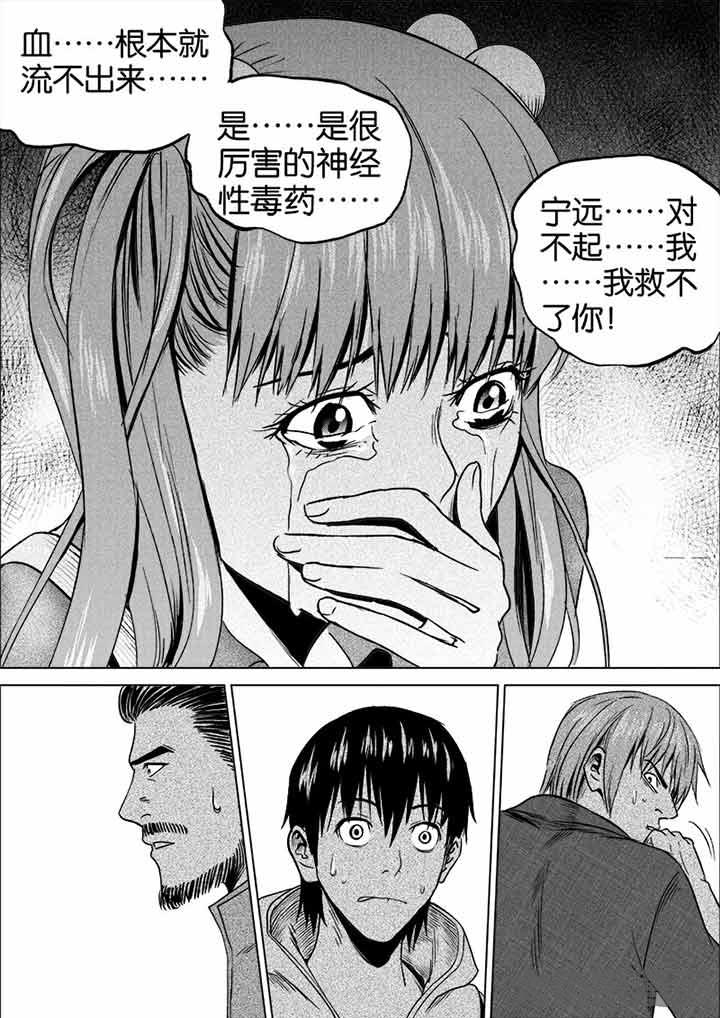 血……根本就
流不出来……
是……是很
厉害的神经
性毒药……
宁远……对
不起……我
……我救不
了你！